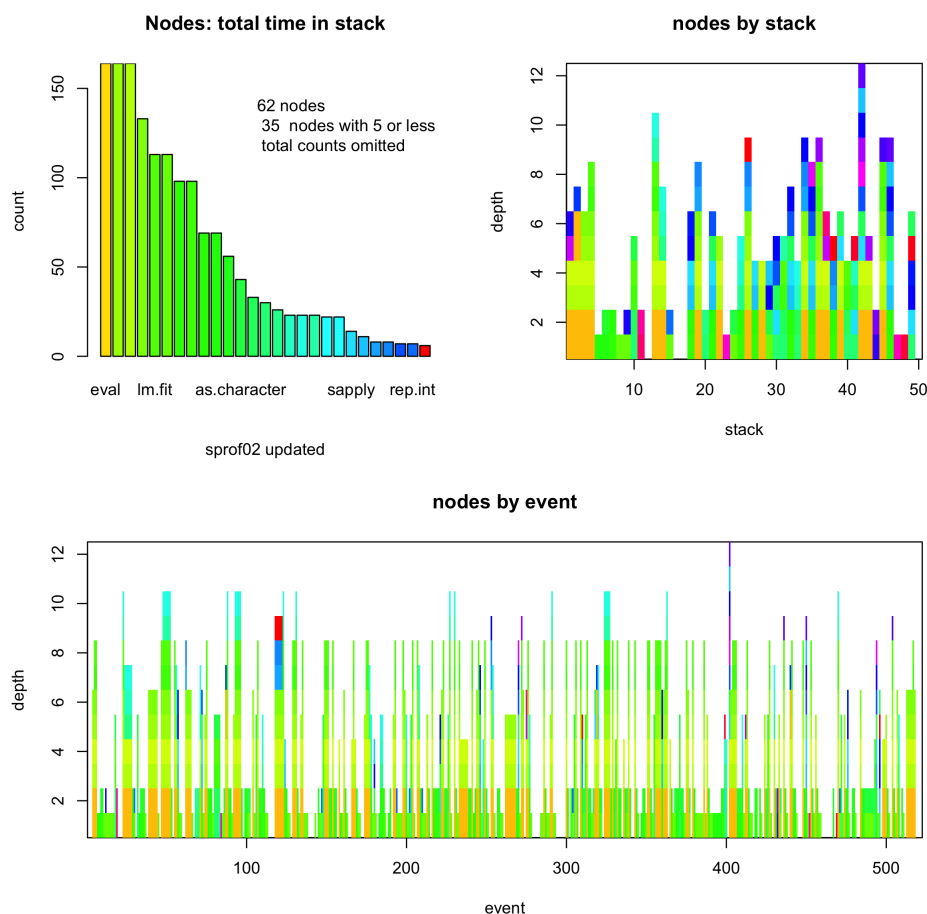 Nodes: total time in stack
62 nodes
35 nodes with 5 or less
total counts omitted
count
0
50
100
150
eval
lm.fit
as.character
sapply
rep.int
sprof02 updated
nodes by stack
depth
2
4
6
8
10
12
10
20
30
40
50
stack
nodes by event
depth
2
4
6
8
10
12
100
200
300
400
500
event